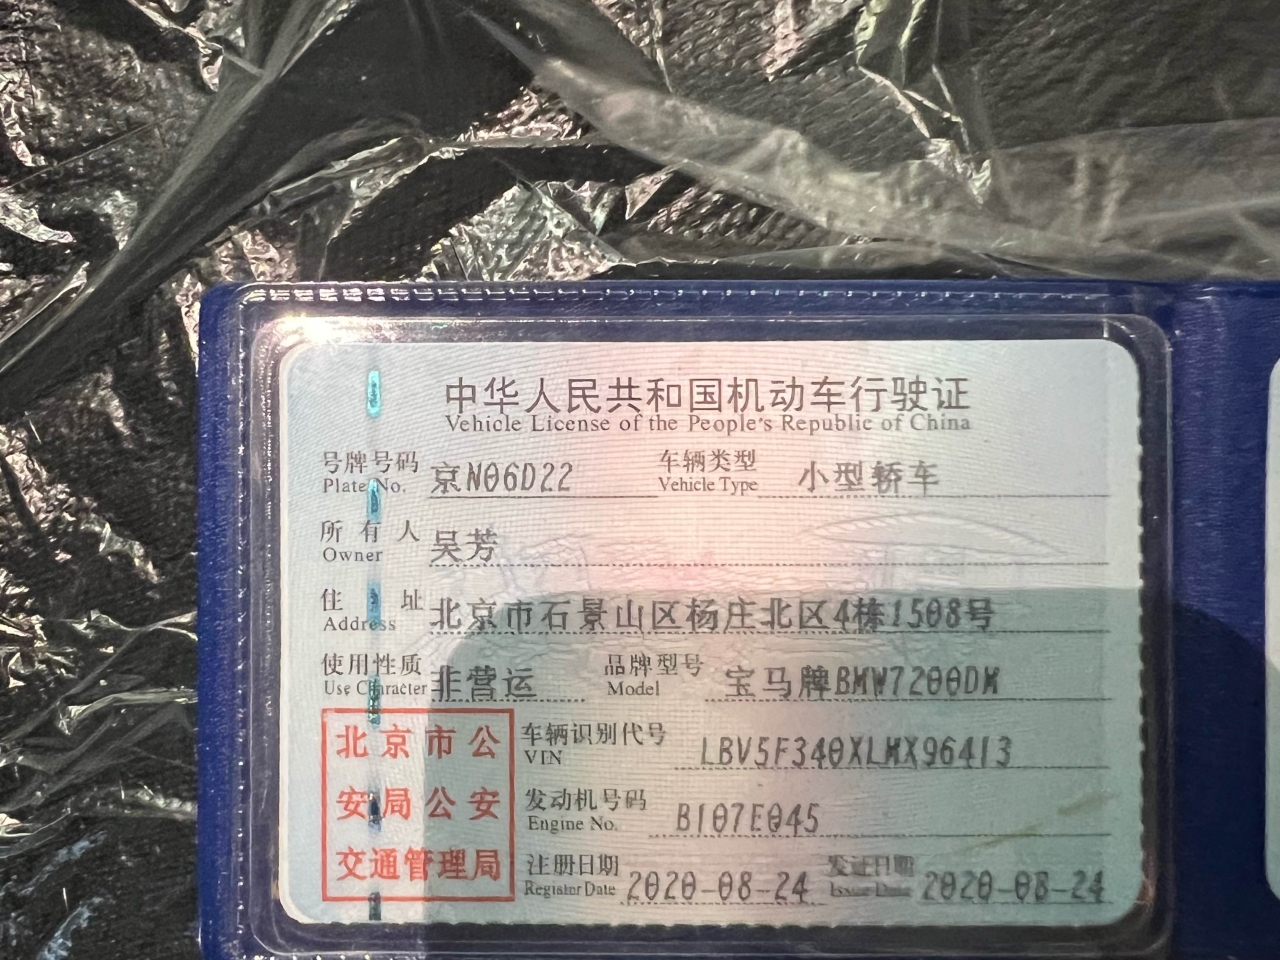 中华人民共和国机动车行驶证
Vehicle License of the People's Republic of China
号牌号码 京N06D22 车辆类型 小型轿车
Plate No. Vehicle Type
所有人 吴芳
Owner
住址 北京市石景山区杨庄北区4栋1508号
Address
使用性质 非营运 品牌型号 宝马牌BMW7200DM
Use Character Model
北京市公
安局公安
交通管理局
车辆识别代号 LBV5F340XLMX96413
VIN
发动机号码 B107E045
Engine No.
注册日期 2020-08-24 发证日期 2020-08-24
Register Date Issue Date